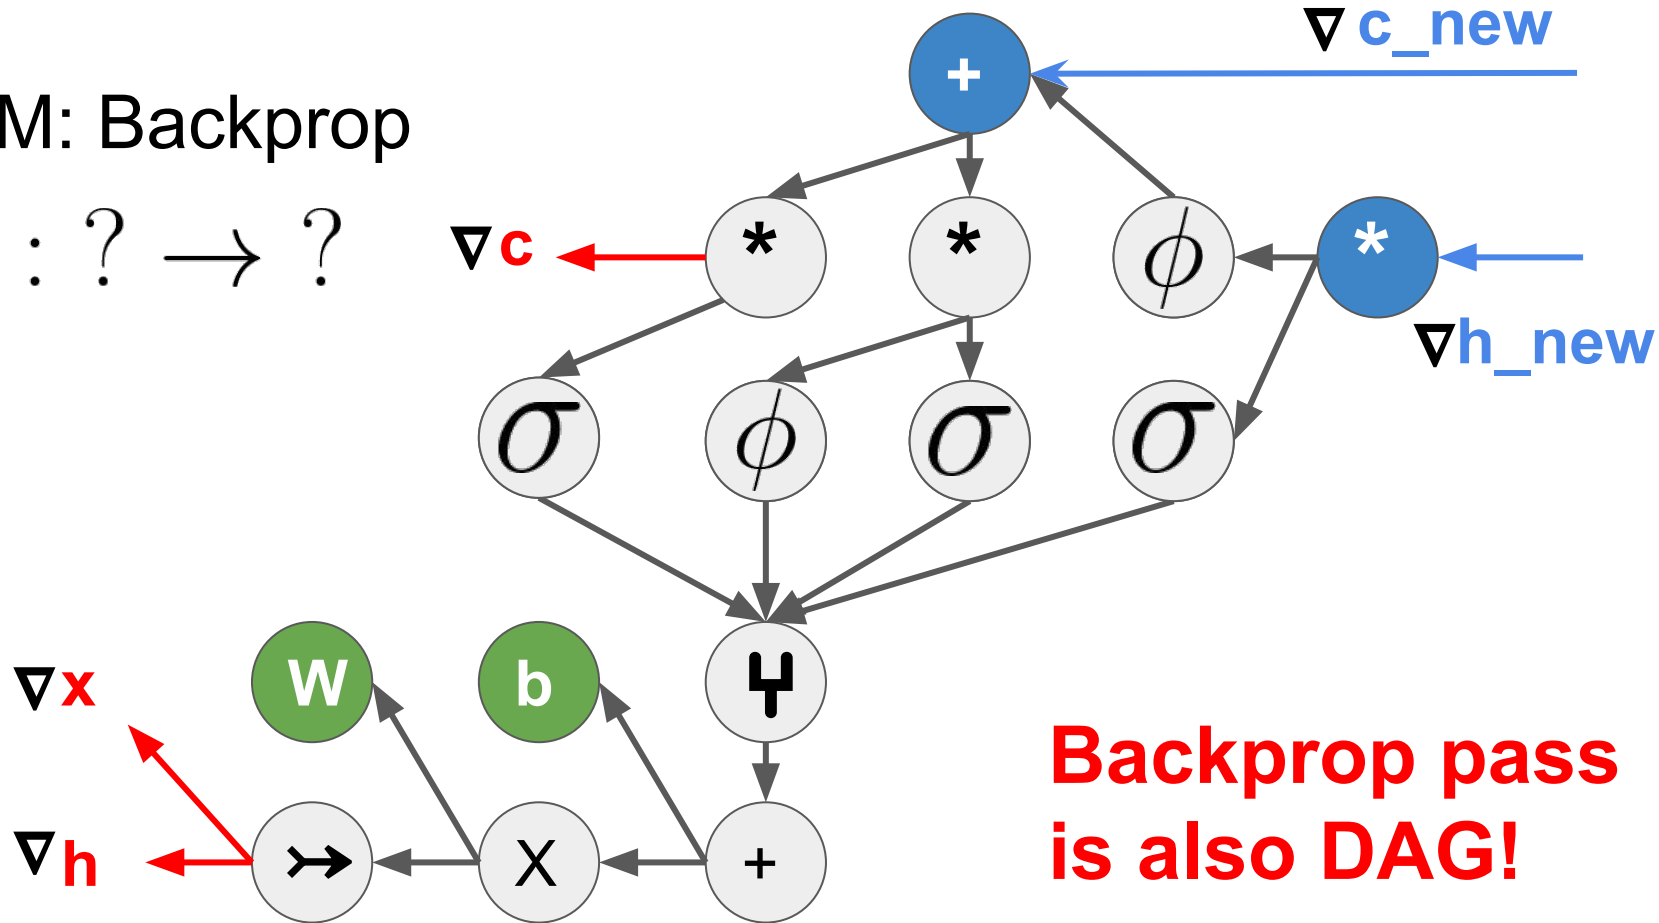 ∇ c_new
+
M: Backprop
: ? → ?
∇ c
*
*
ϕ
*
∇h_new
σ
ϕ
σ
σ
∇ x
W
b
Backprop pass
is also DAG!
∇ h
X
+